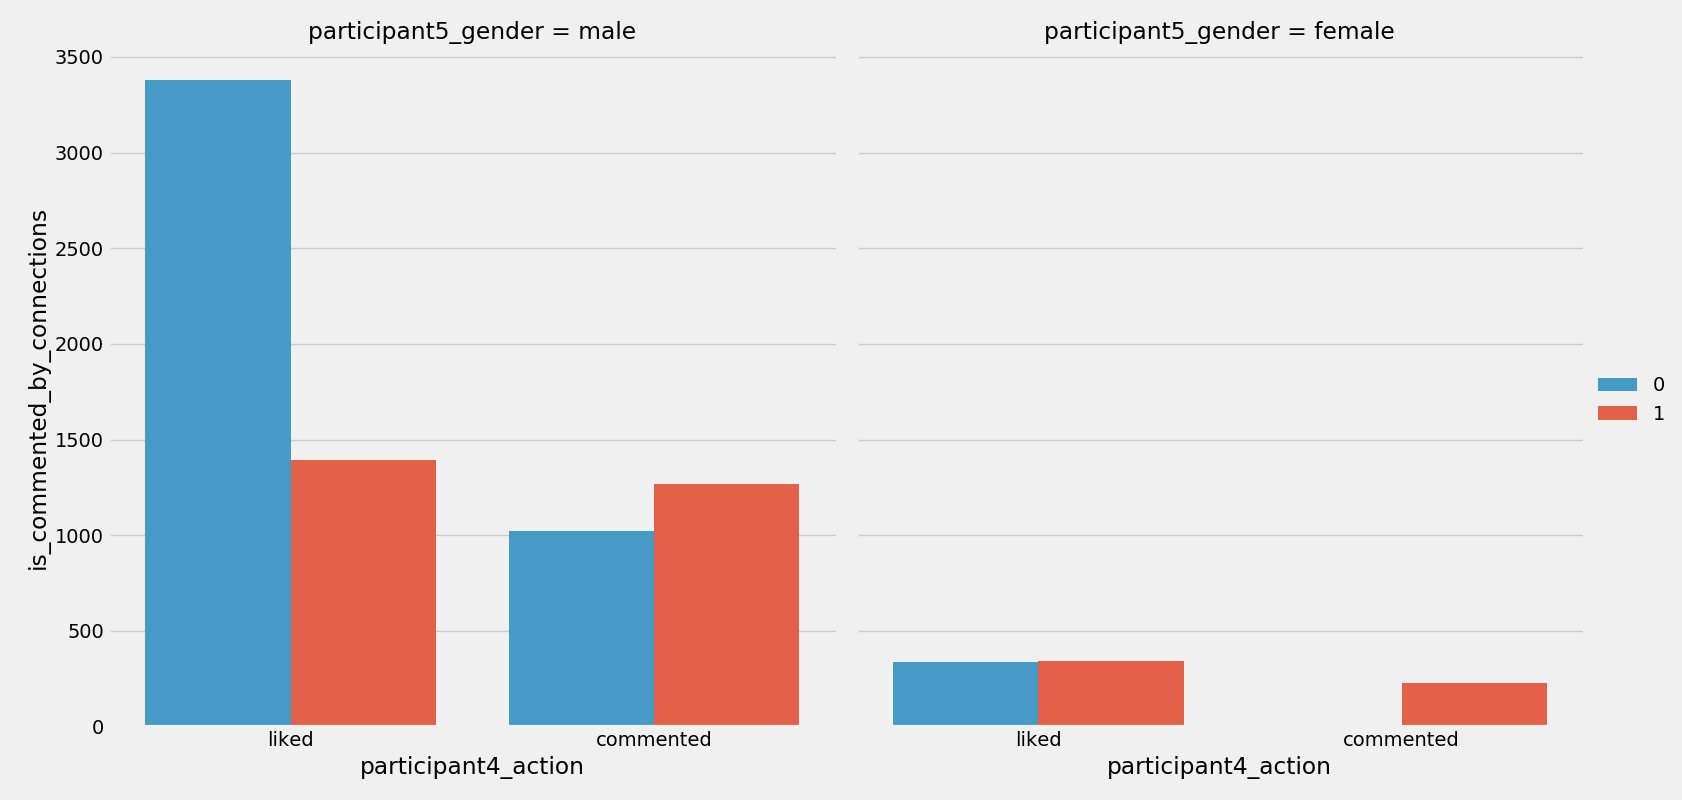 participant5_gender = male
participant5_gender = female
is_commented_by_connections
3500
3000
2500
2000
1500
1000
500
0
liked
commented
liked
commented
participant4_action
participant4_action
0
1